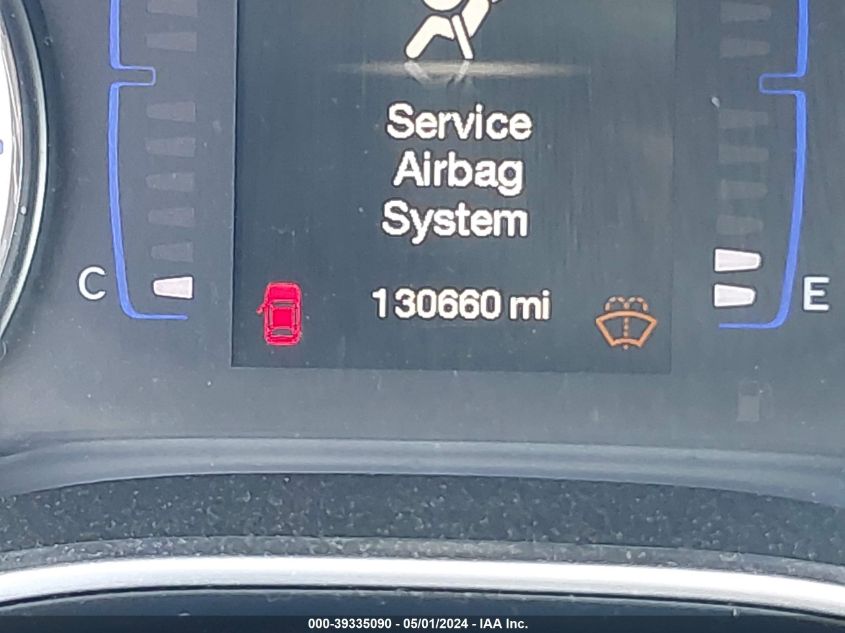 Service
Airbag
System
C
130660 mi
E
000-39335090 - 05/01/2024 - IAA Inc.